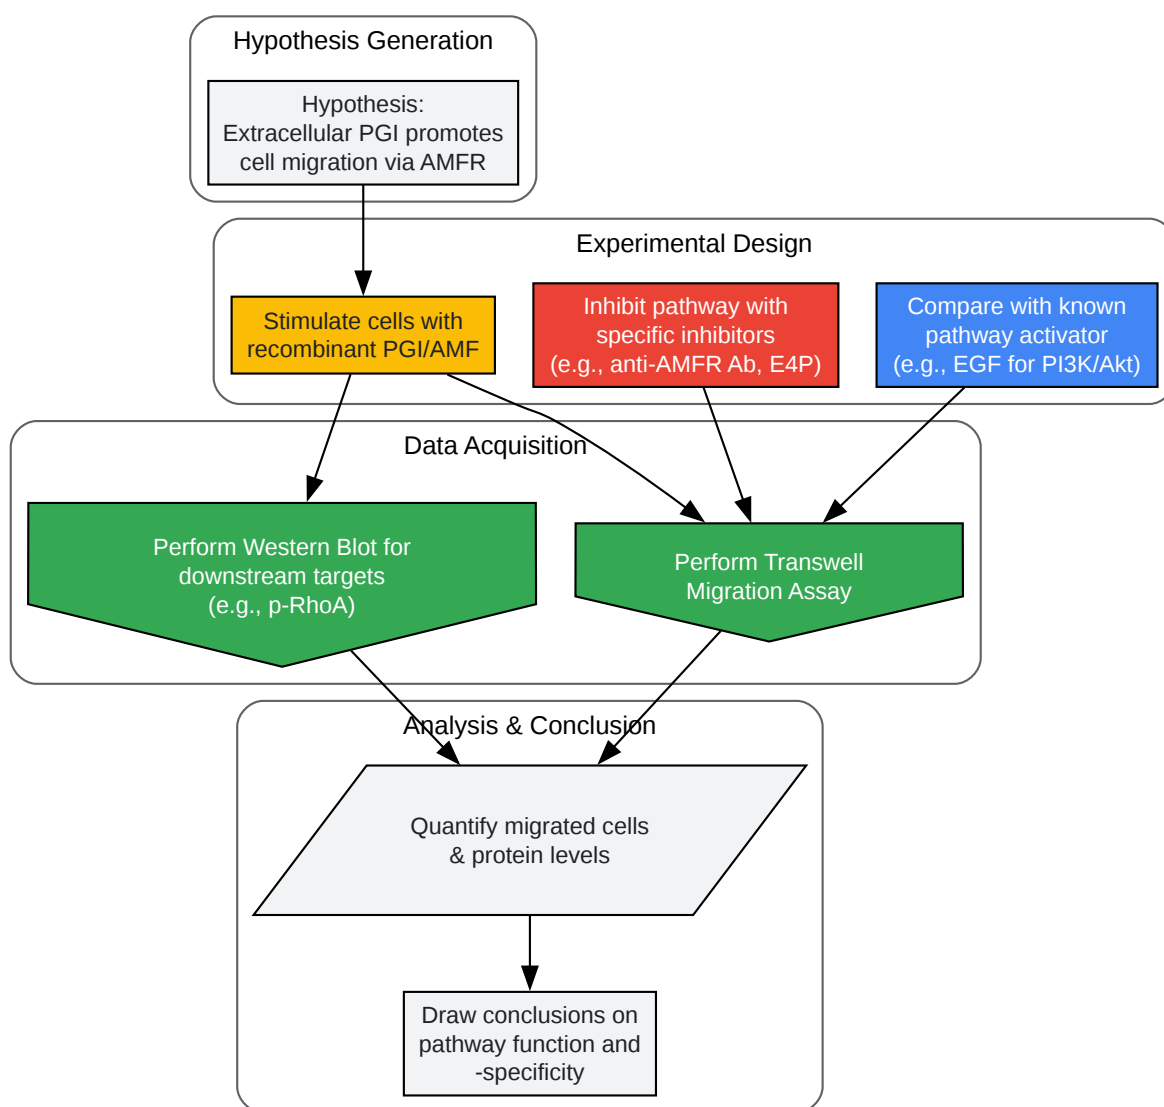 Hypothesis Generation
Hypothesis:
Extracellular PGI promotes
cell migration via AMFR
Experimental Design
Stimulate cells with
recombinant PGI/AMF
Inhibit pathway with
specific inhibitors
(e.g., anti-AMFR Ab, E4P)
Compare with known
pathway activator
(e.g., EGF for PI3K/Akt)
Data Acquisition
Perform Western Blot for
downstream targets
(e.g., p-RhoA)
Perform Transwell
Migration Assay
Analysis & Conclusion
Quantify migrated cells
& protein levels
Draw conclusions on
pathway function and
-specificity